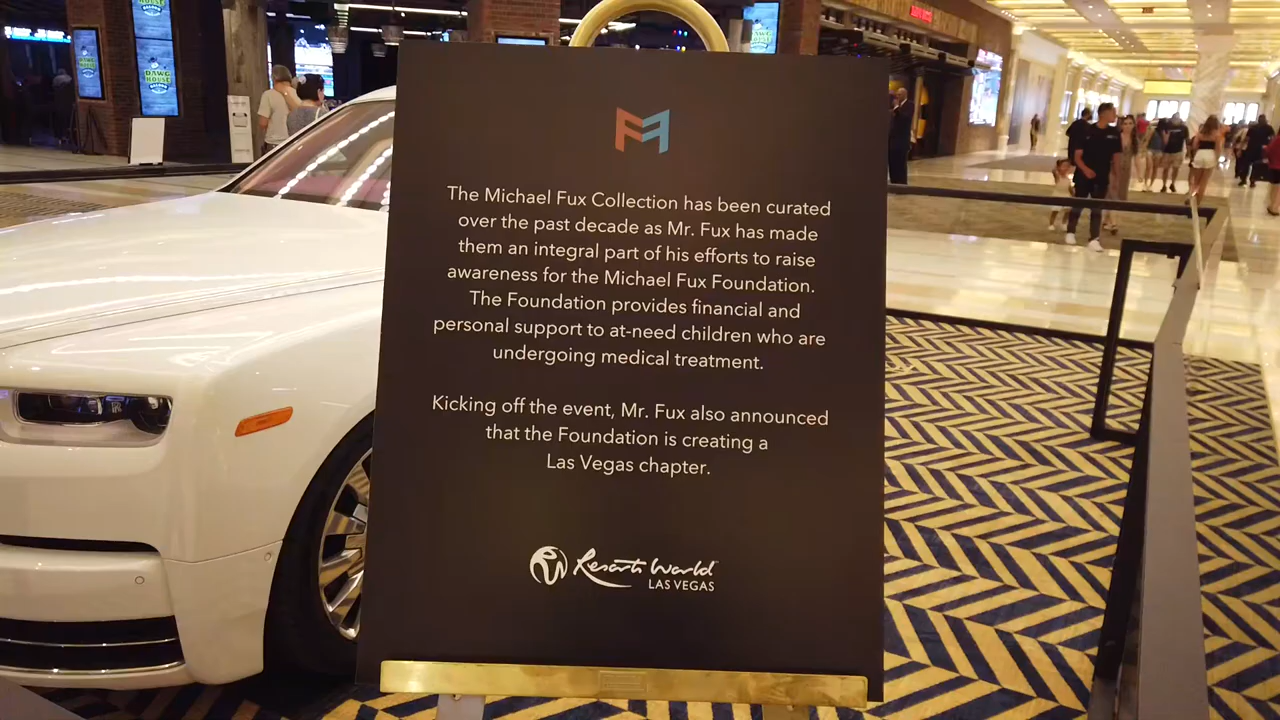 DAWG
HOUSE
The Michael Fux Collection has been curated
over the past decade as Mr. Fux has made
them an integral part of his efforts to raise
awareness for the Michael Fux Foundation.
The Foundation provides financial and
personal support to at-need children who are
undergoing medical treatment.
Kicking off the event, Mr. Fux also announced
that the Foundation is creating a
Las Vegas chapter.
Resorts World
LAS VEGAS